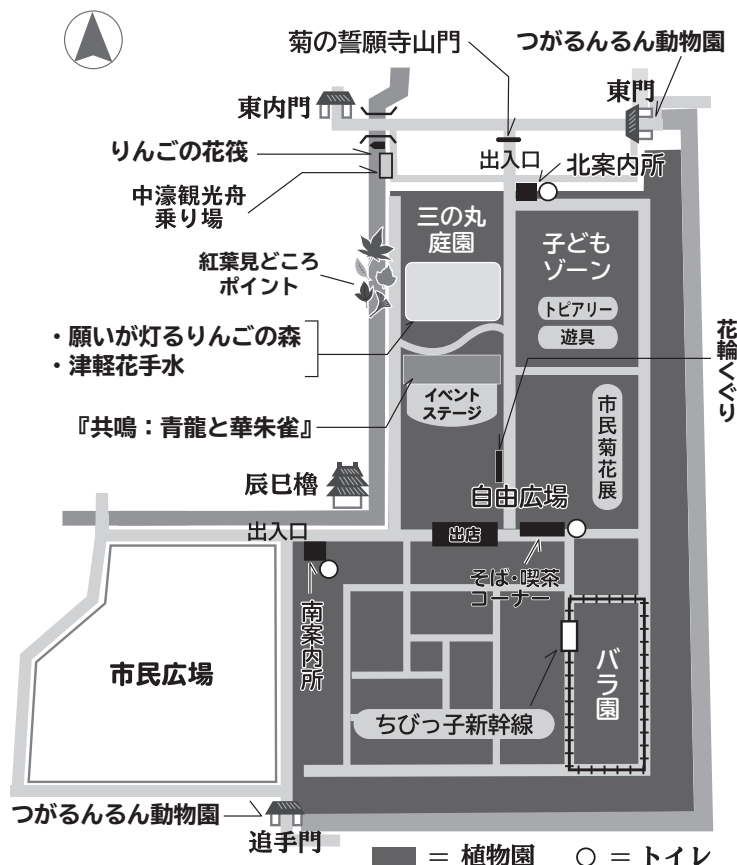 菊の誓願寺山門
つがるんるん動物園
東内門
東門
りんごの花筏
出入口
北案内所
中濠観光舟
乗り場
三の丸
庭園
子ども
ゾーン
紅葉見どころ
ポイント
トピアリー
遊具
・願いが灯るりんごの森
・津軽花手水
花輪くぐり
イベント
ステージ
市民菊花展
『共鳴：青龍と華朱雀』
辰巳櫓
自由広場
出入口
出店
そば・喫茶
コーナー
南案内所
市民広場
バラ園
ちびっ子新幹線
つがるんるん動物園
追手門
＝ 植物園
＝ トイレ